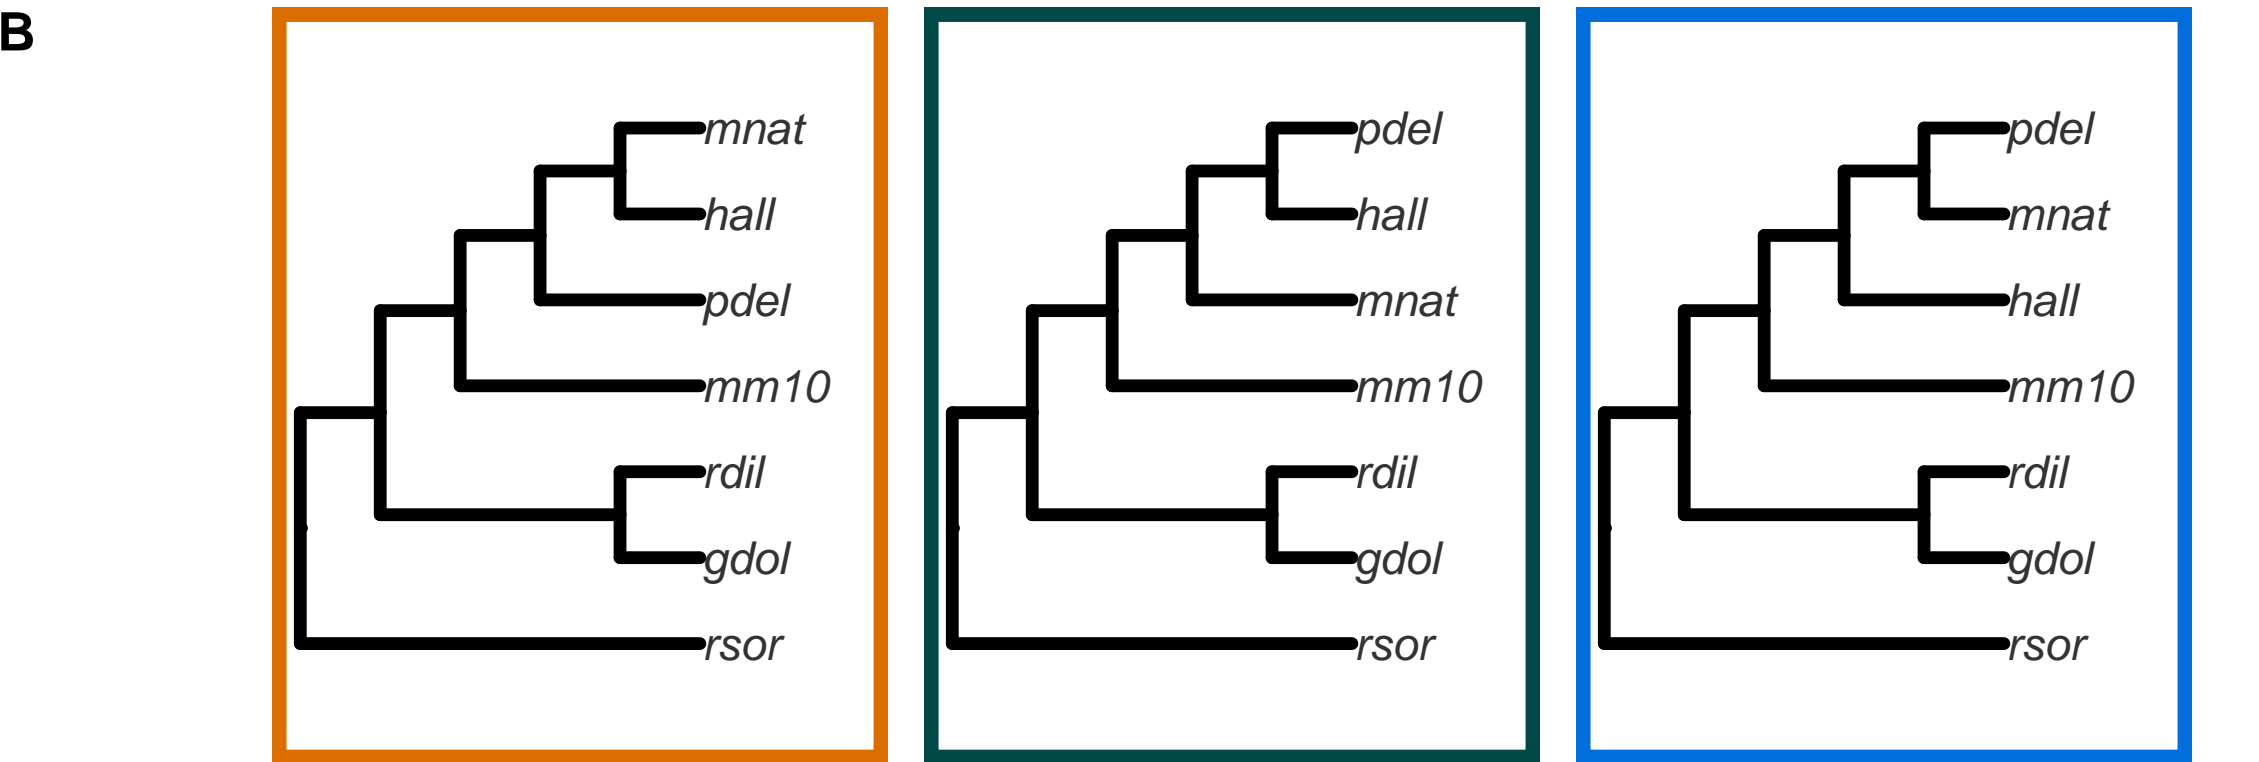 B
mnat
hall
pdel
mm10
rdil
gdol
rsor
pdel
hall
mnat
mm10
rdil
gdol
rsor
pdel
mnat
hall
mm10
rdil
gdol
rsor